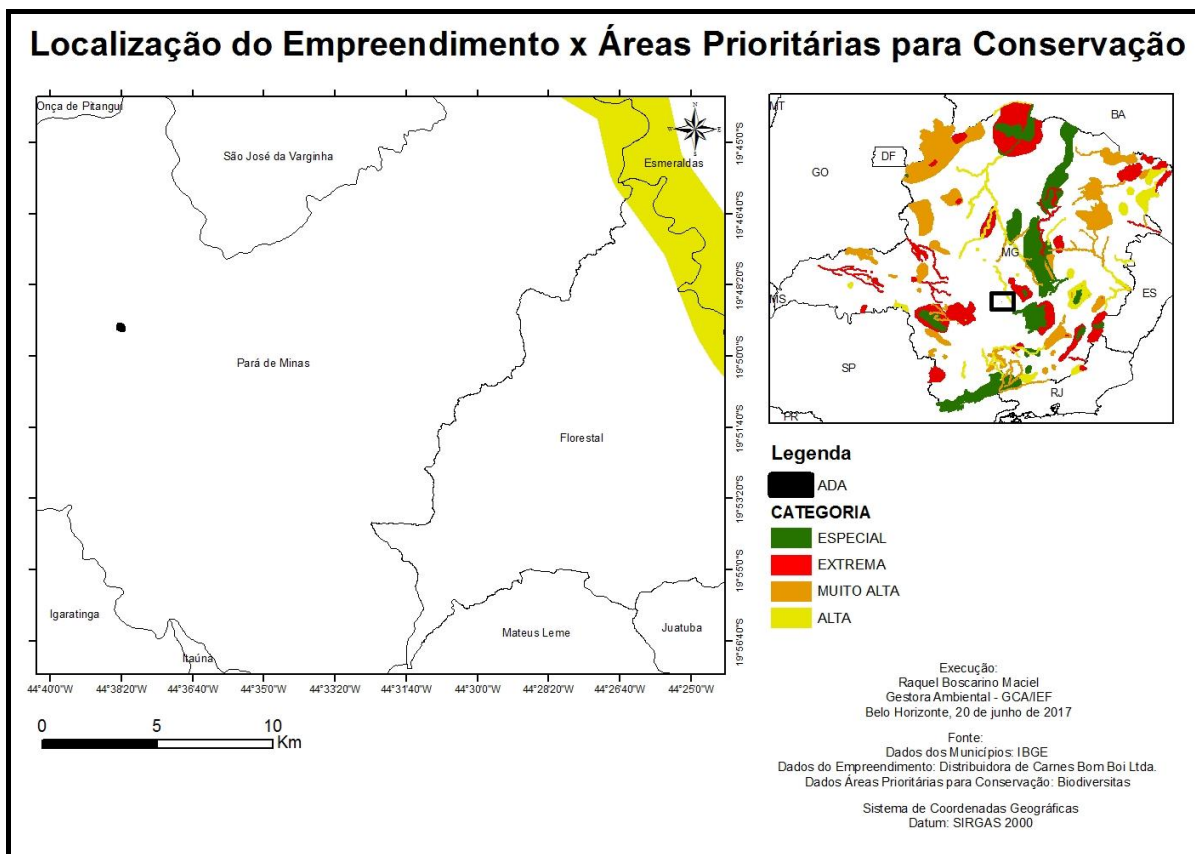 Localização do Empreendimento x Áreas Prioritárias para Conservação
Onça de Pitangui
São José da Varginha
Esmeraldas
N
W
E
S
Pará de Minas
Florestal
Igaratinga
Itaúna
Mateus Leme
Juatuba
19°45'0"S
19°46'40"S
19°48'20"S
19°50'0"S
19°51'40"S
19°53'20"S
19°55'0"S
19°56'40"S
44°40'0"W
44°38'20"W
44°36'40"W
44°35'0"W
44°33'20"W
44°31'40"W
44°30'0"W
44°28'20"W
44°26'40"W
44°25'0"W
0 5 10
Km
MT
BA
DF
GO
MG
MS
ES
SP
RJ
PR
Legenda
ADA
CATEGORIA
ESPECIAL
EXTREMA
MUITO ALTA
ALTA
Execução:
Raquel Boscarino Maciel
Gestora Ambiental - GCA/IEF
Belo Horizonte, 20 de junho de 2017
Fonte:
Dados dos Municípios: IBGE
Dados do Empreendimento: Distribuidora de Carnes Bom Boi Ltda.
Dados Áreas Prioritárias para Conservação: Biodiversitas
Sistema de Coordenadas Geográficas
Datum: SIRGAS 2000